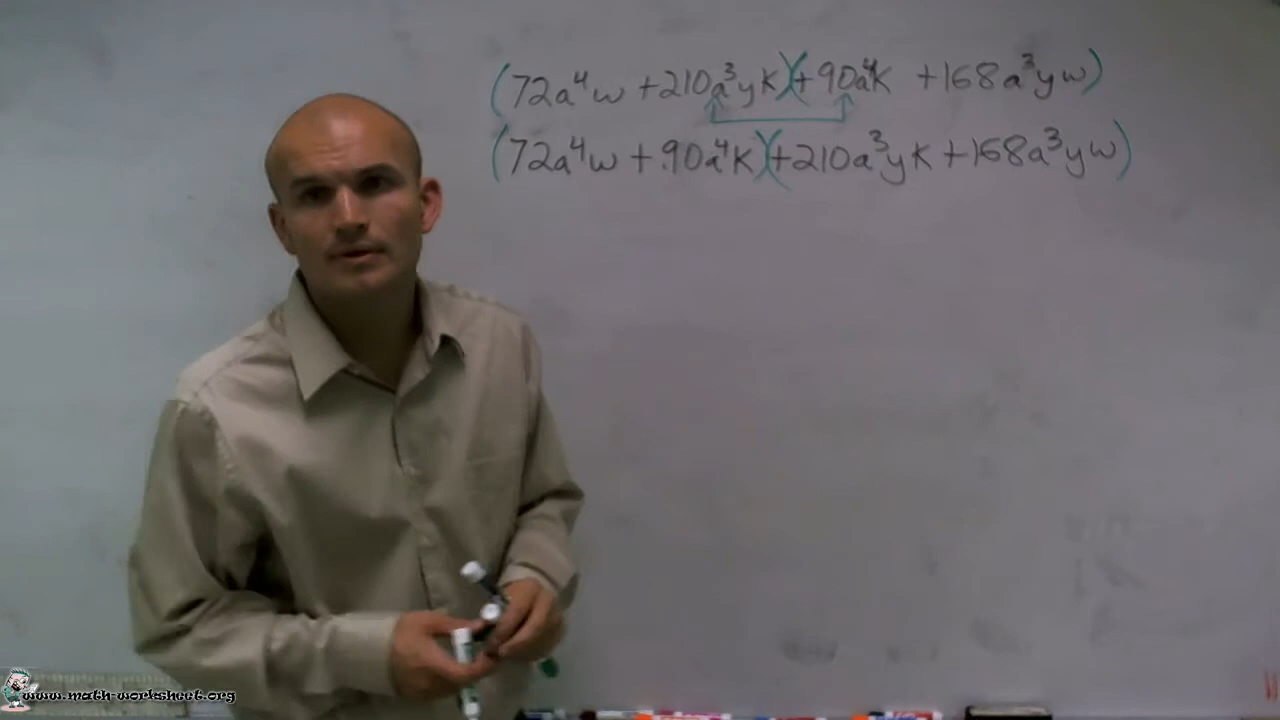 (72a⁴w + 210a³yk)(+ 90a⁴k + 168a³yw)
(72a⁴w + 90a⁴k)(+ 210a³yk + 168a³yw)
www.math-worksheet.org